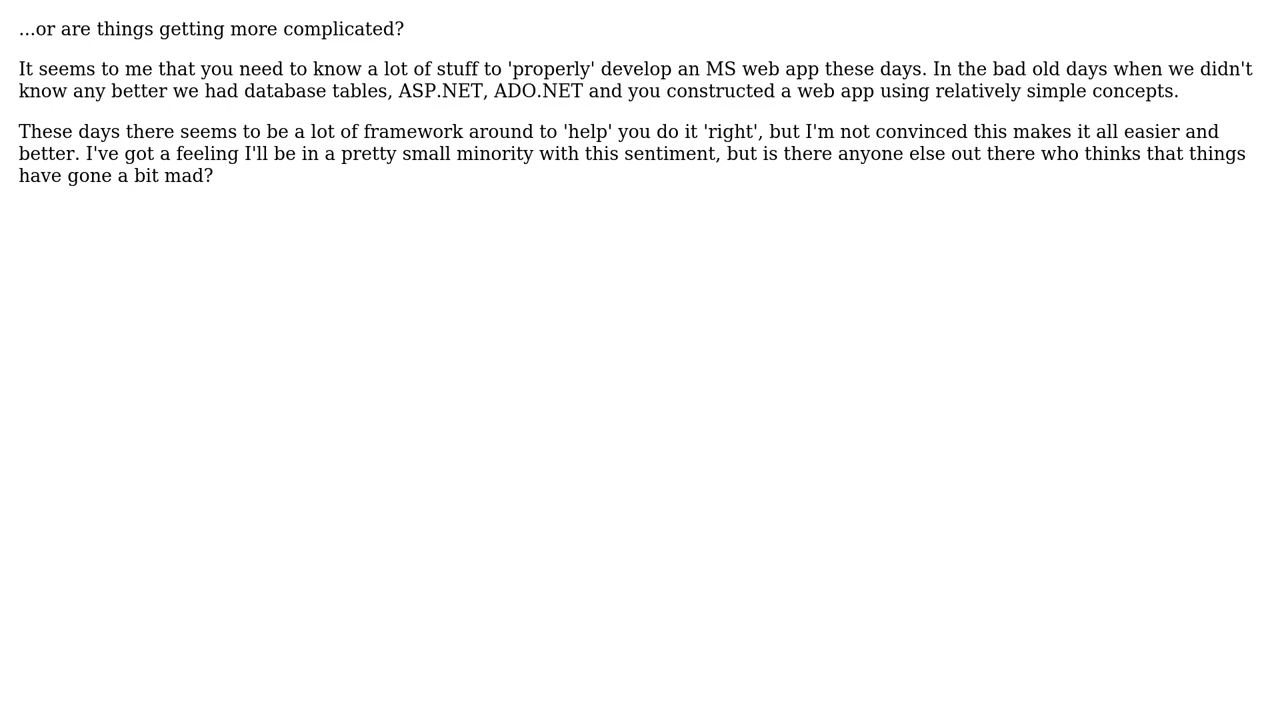 ...or are things getting more complicated?
It seems to me that you need to know a lot of stuff to 'properly' develop an MS web app these days. In the bad old days when we didn't
know any better we had database tables, ASP.NET, ADO.NET and you constructed a web app using relatively simple concepts.
These days there seems to be a lot of framework around to 'help' you do it 'right', but I'm not convinced this makes it all easier and
better. I've got a feeling I'll be in a pretty small minority with this sentiment, but is there anyone else out there who thinks that things
have gone a bit mad?